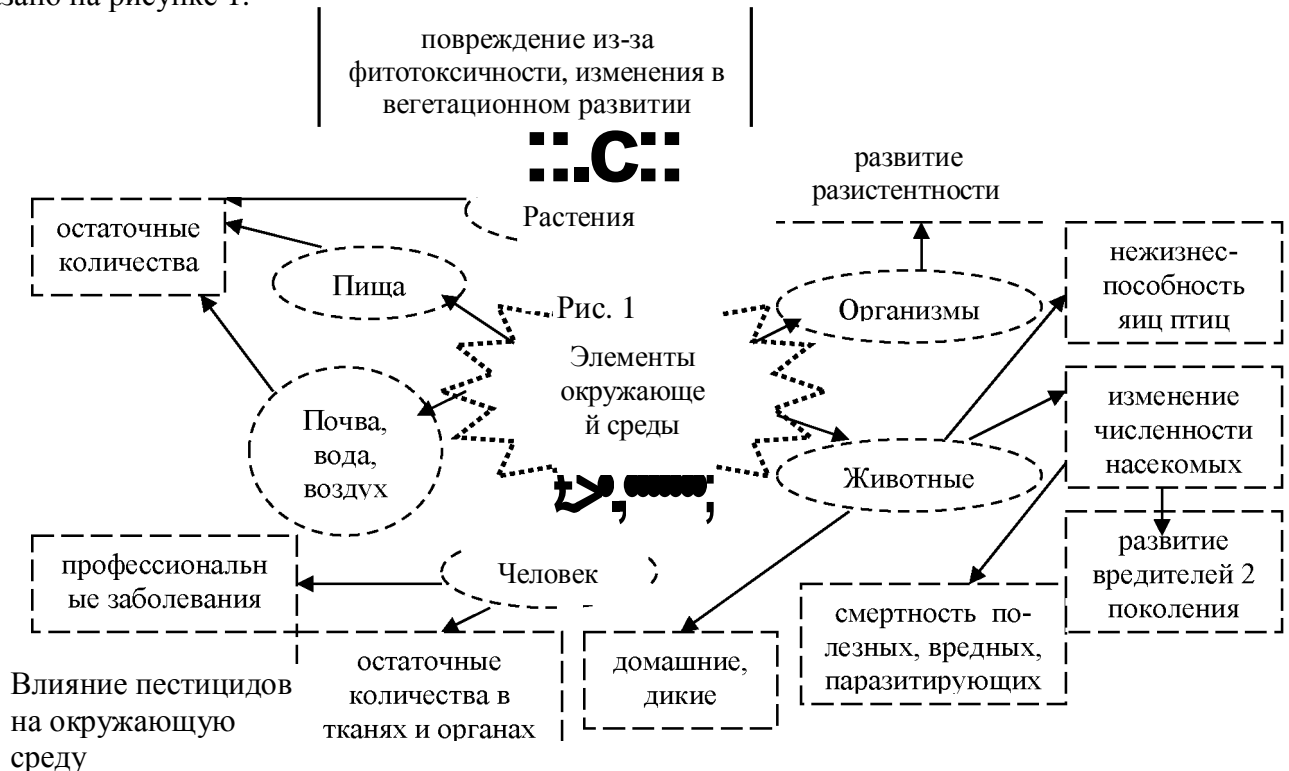 повреждение из-за
фитотоксичности, изменения в
вегетационном развитии
развитие
разистентности
Растения
остаточные
количества
Пища
Рис. 1
Организмы
нежизнес-
пособность
яиц птиц
Элементы
окружающе
й среды
Почва,
вода,
воздух
Животные
изменение
численности
насекомых
развитие
вредителей 2
поколения
профессиональн
ые заболевания
Человек
смертность по-
лезных, вредных,
паразитирующих
остаточные
количества в
тканях и органах
домашние,
дикие
Влияние пестицидов
на окружающую
среду